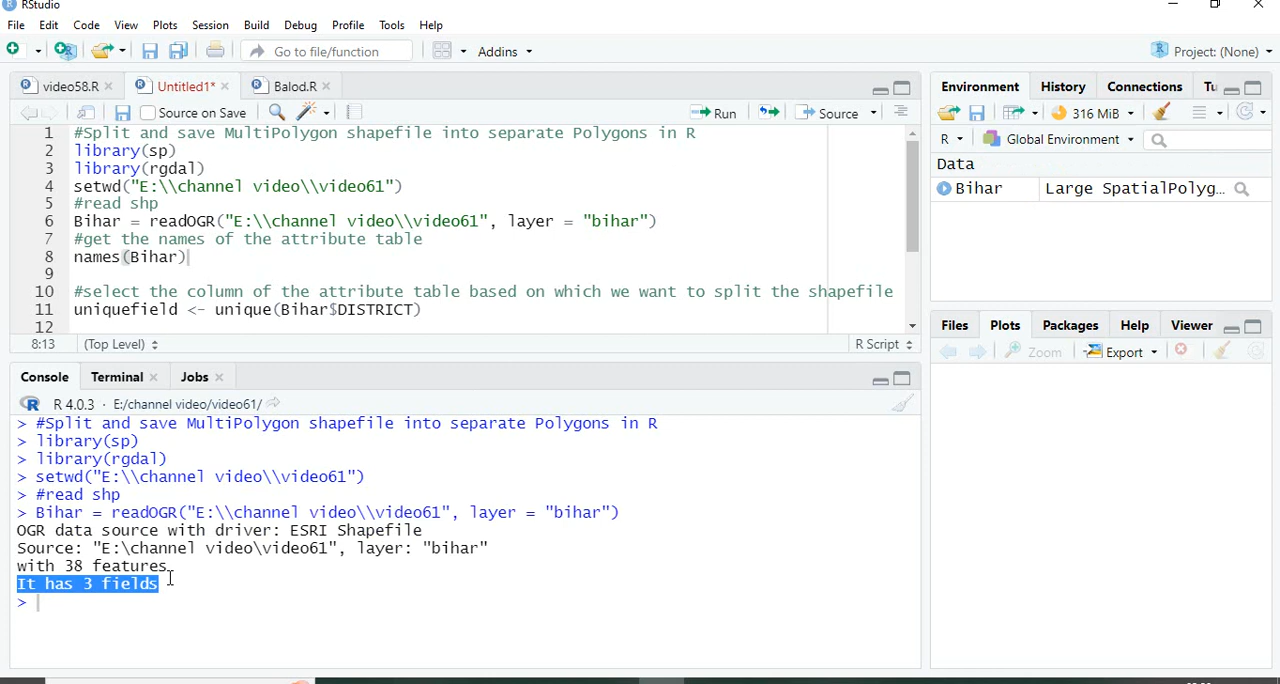 RStudio
File Edit Code View Plots Session Build Debug Profile Tools Help
Go to file/function Addins Project: (None)
video58.R Untitled1* Balod.R
Source on Save Run Source
1 #Split and save MultiPolygon shapefile into separate Polygons in R
2 library(sp)
3 library(rgdal)
4 setwd("E:\\channel video\\video61")
5 #read shp
6 Bihar = readOGR("E:\\channel video\\video61", layer = "bihar")
7 #get the names of the attribute table
8 names(Bihar)
9
10 #select the column of the attribute table based on which we want to split the shapefile
11 uniquefield <- unique(Bihar$DISTRICT)
12
8:13 (Top Level) R Script
Console Terminal Jobs
R 4.0.3 · E:/channel video/video61/
> #Split and save MultiPolygon shapefile into separate Polygons in R
> library(sp)
> library(rgdal)
> setwd("E:\\channel video\\video61")
> #read shp
> Bihar = readOGR("E:\\channel video\\video61", layer = "bihar")
OGR data source with driver: ESRI Shapefile
Source: "E:\channel video\video61", layer: "bihar"
with 38 features
It has 3 fields
>
Environment History Connections Tu
316 MiB
R Global Environment
Data
Bihar Large SpatialPolyg...
Files Plots Packages Help Viewer
Zoom Export